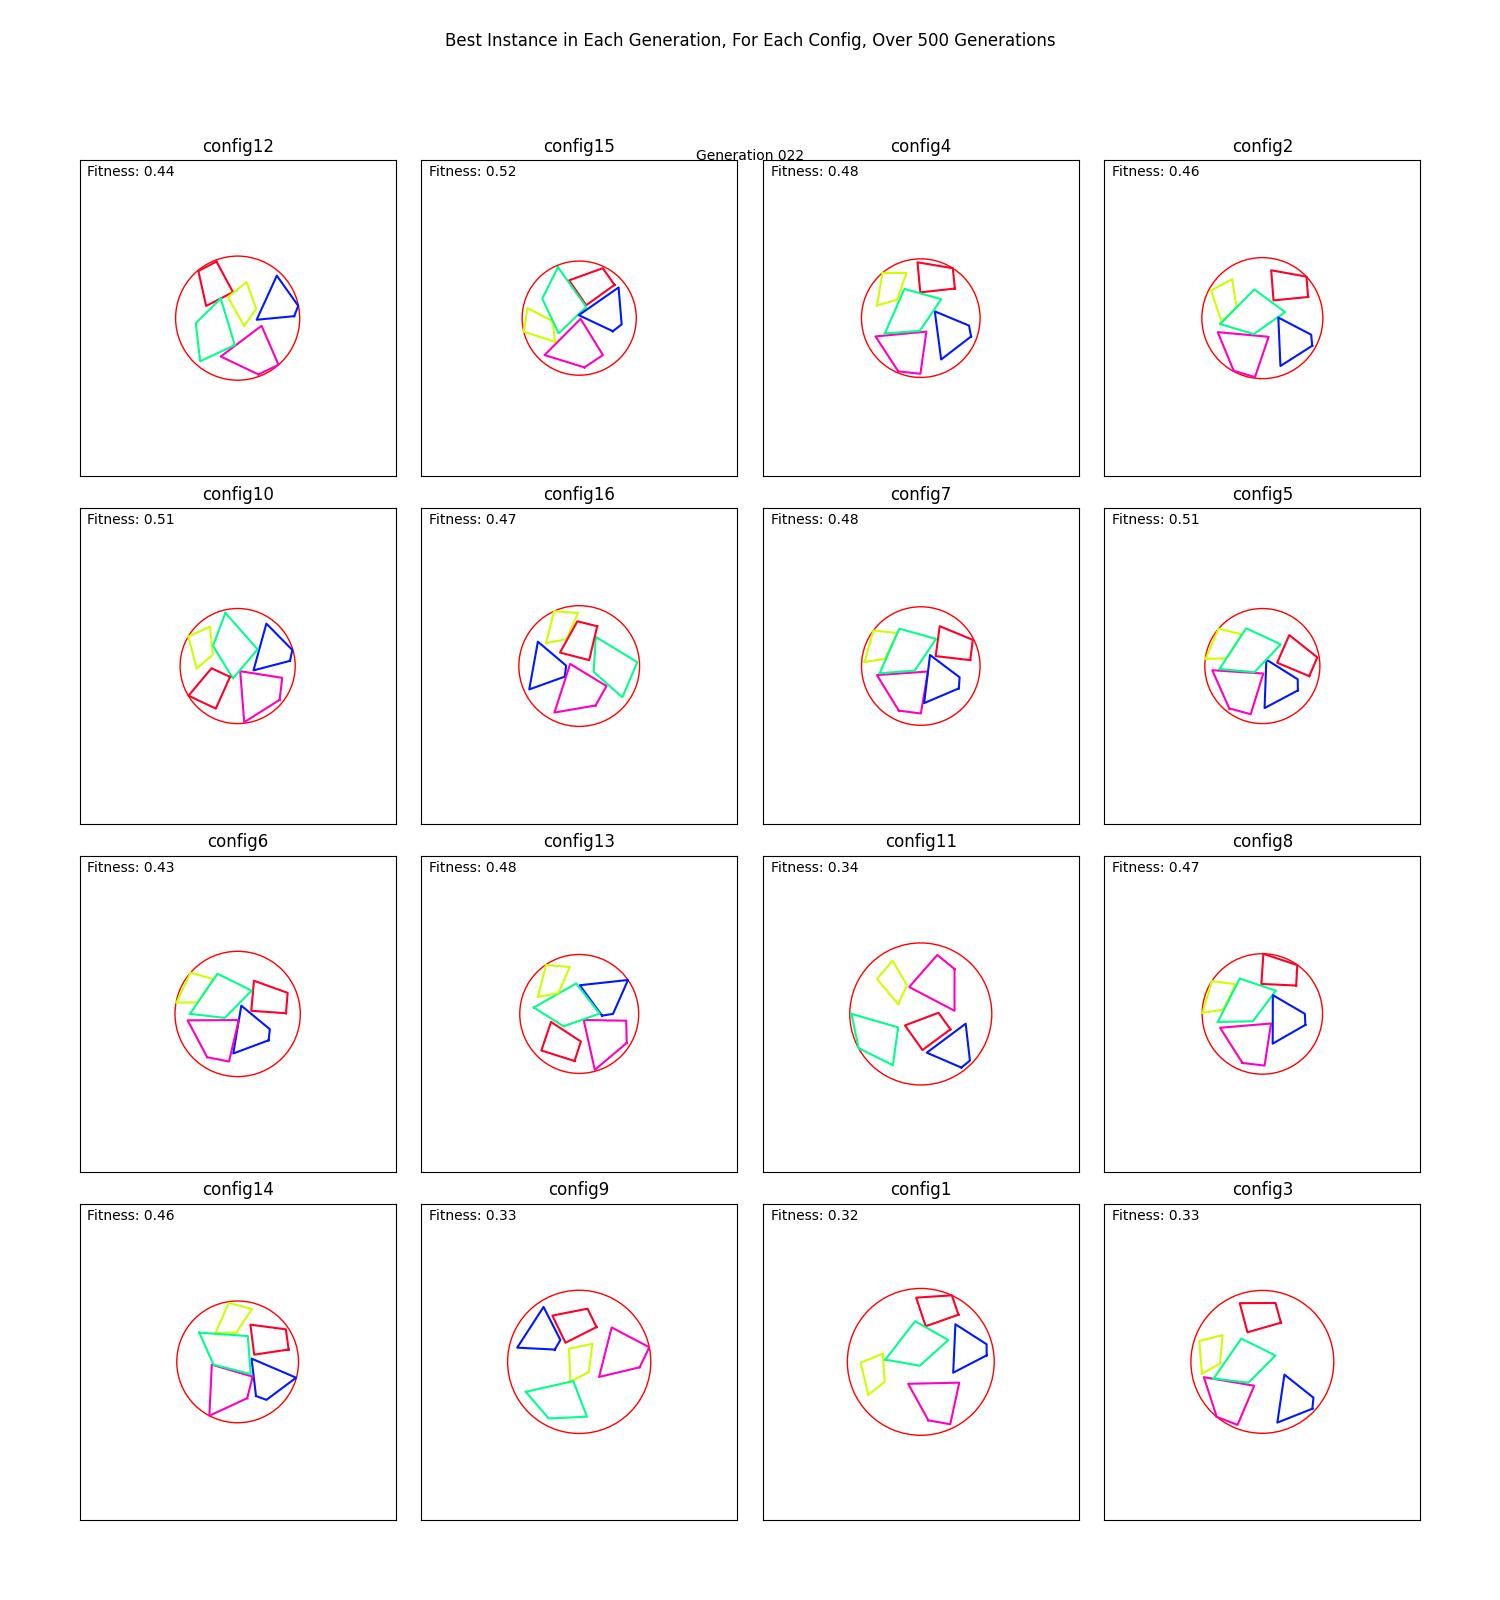 Best Instance in Each Generation, For Each Config, Over 500 Generations
Generation 022
config12
Fitness: 0.44
config15
Fitness: 0.52
config4
Fitness: 0.48
config2
Fitness: 0.46
config10
Fitness: 0.51
config16
Fitness: 0.47
config7
Fitness: 0.48
config5
Fitness: 0.51
config6
Fitness: 0.43
config13
Fitness: 0.48
config11
Fitness: 0.34
config8
Fitness: 0.47
config14
Fitness: 0.46
config9
Fitness: 0.33
config1
Fitness: 0.32
config3
Fitness: 0.33